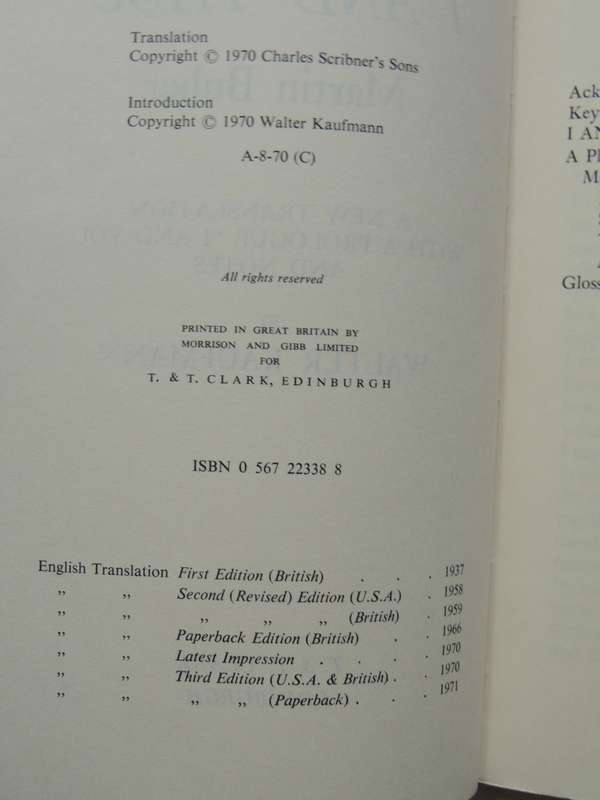 Translation
Copyright © 1970 Charles Scribner's Sons
Introduction
Copyright © 1970 Walter Kaufmann
A-8-70 (C)
All rights reserved
PRINTED IN GREAT BRITAIN BY
MORRISON AND GIBB LIMITED
FOR
T. & T. CLARK, EDINBURGH
ISBN 0 567 22338 8
English Translation First Edition (British) . . . 1937
„ „ Second (Revised) Edition (U.S.A.) . 1958
„ „ „ „ „ (British) . 1959
„ „ Paperback Edition (British) . . 1966
„ „ Latest Impression . . . . 1970
„ „ Third Edition (U.S.A. & British) . . 1970
„ „ „ „ (Paperback) . . 1971
Ack
Key
I AN
A Pl
M
Gloss